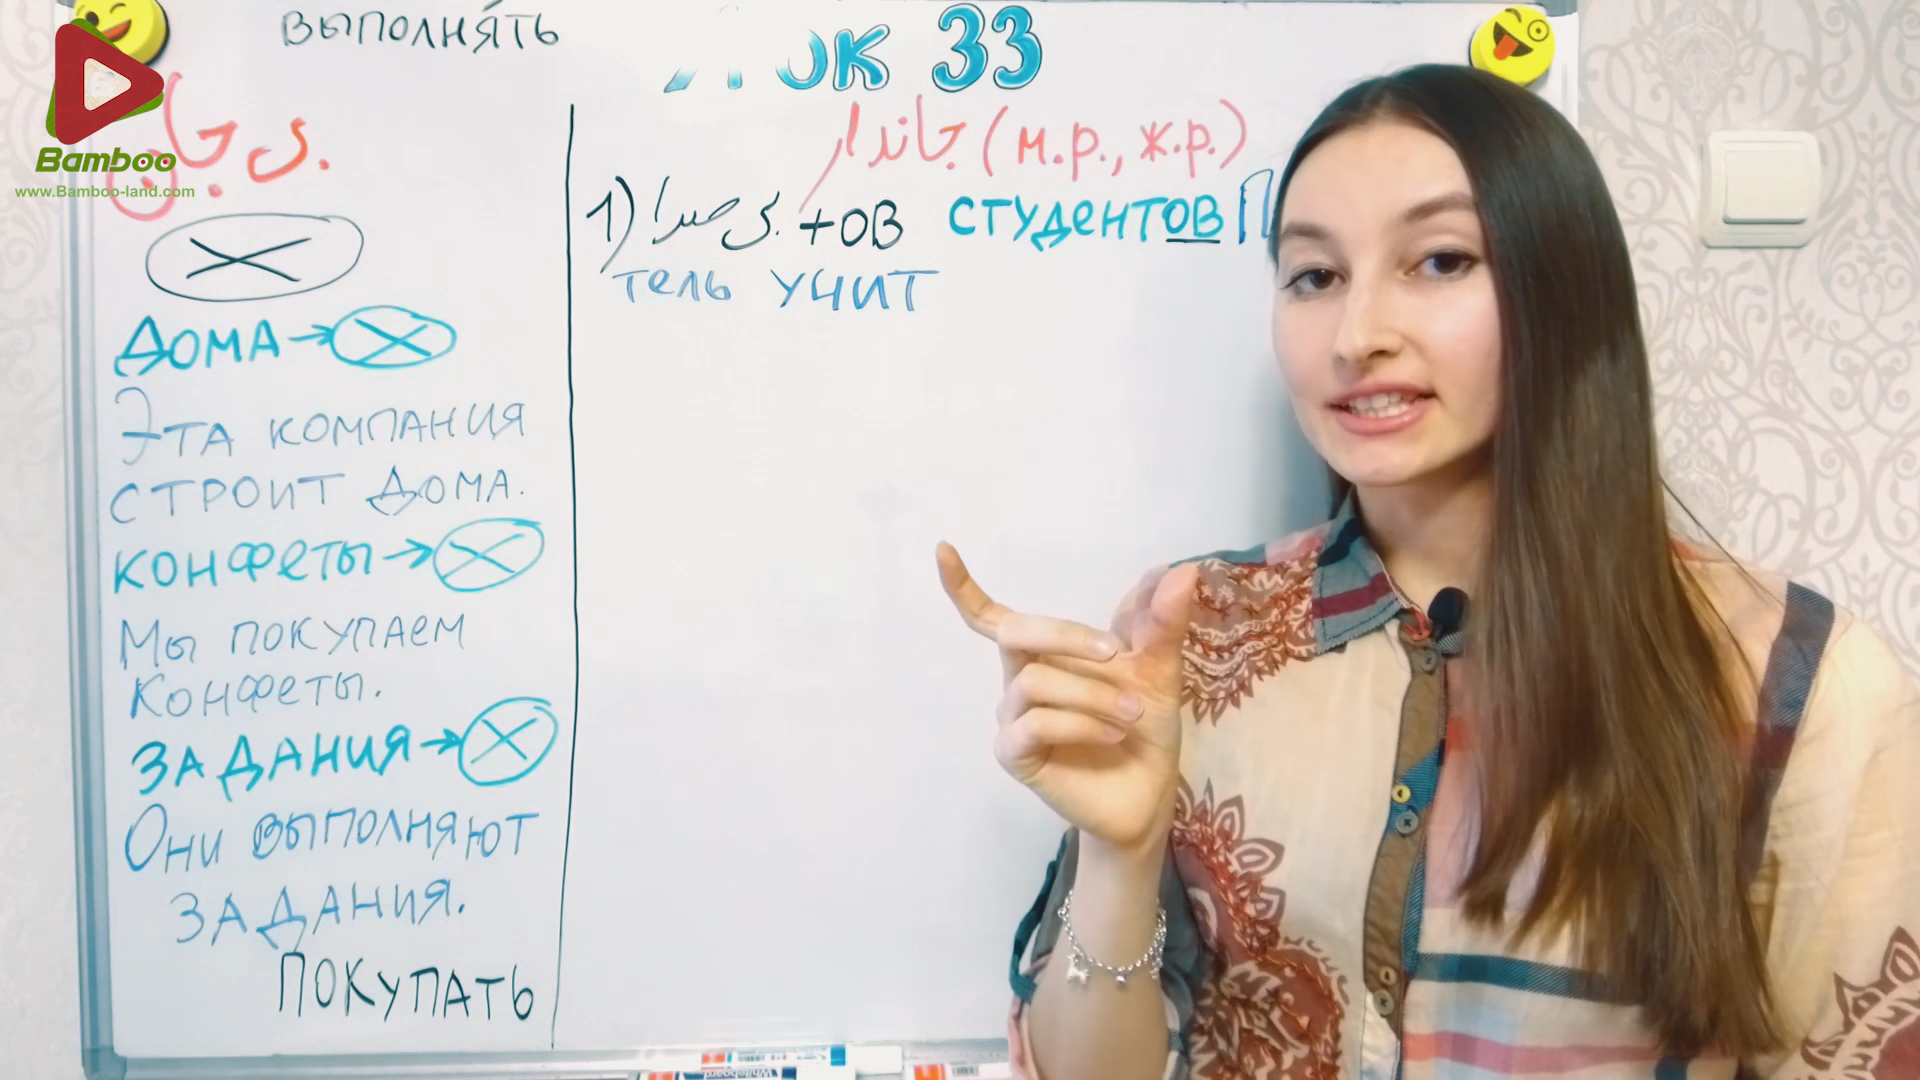 выполнять
ок 33
Bamboo
www.Bamboo-land.com
جان
جاندار (м.р., ж.р.)
1) +ов студентов П
тель учит
Дома →
Эта компания
строит дома.
конфеты →
Мы покупаем
конфеты.
задания →
Они выполняют
задания.
покупать